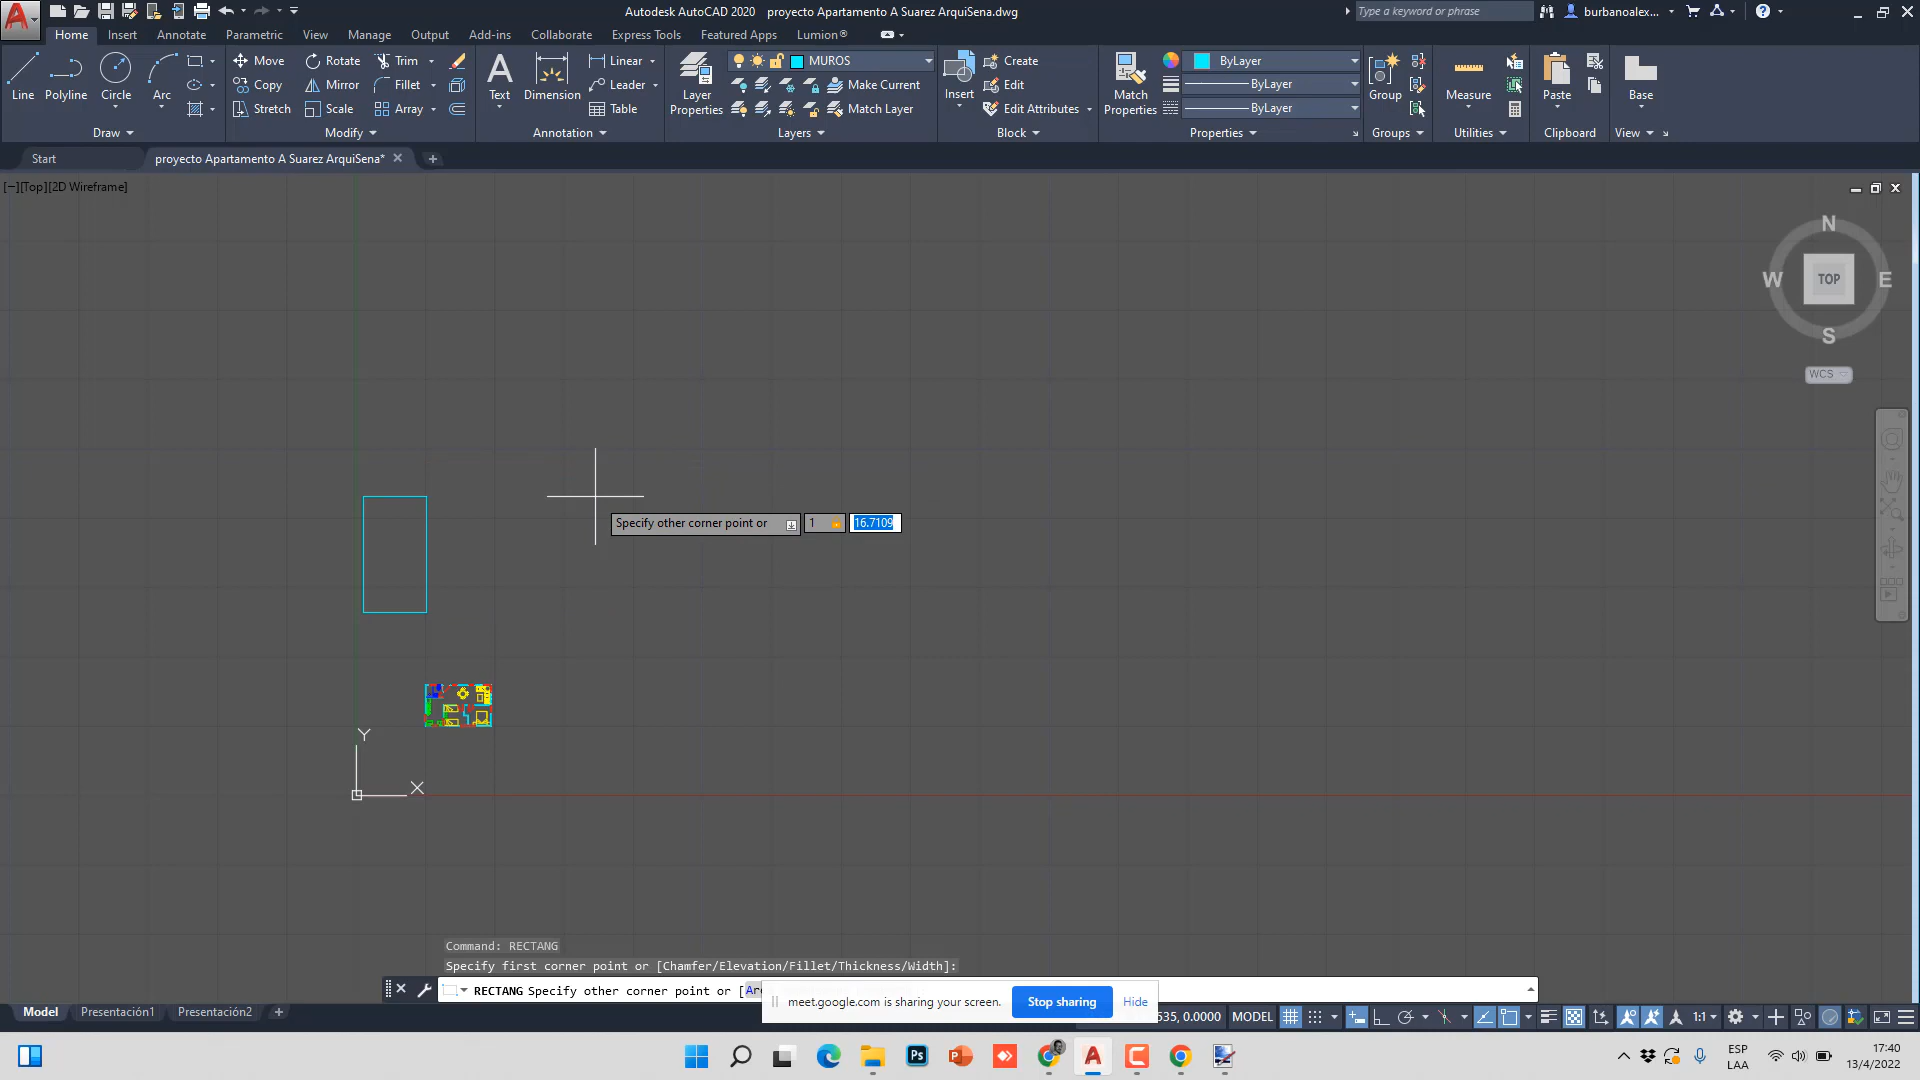 Autodesk AutoCAD 2020 proyecto Apartamento A Suarez ArquiSena.dwg
Type a keyword or phrase
burbanoalex...
Home Insert Annotate Parametric View Manage Output Add-ins Collaborate Express Tools Featured Apps Lumion®
Line
Polyline
Circle
Arc
Draw
Move
Rotate
Trim
Copy
Mirror
Fillet
Stretch
Scale
Array
Modify
Text
Dimension
Linear
Leader
Table
Annotation
Layer
Properties
MUROS
Make Current
Match Layer
Layers
Insert
Create
Edit
Edit Attributes
Block
Match
Properties
ByLayer
ByLayer
ByLayer
Properties
Group
Groups
Measure
Utilities
Paste
Clipboard
Base
View
Start
proyecto Apartamento A Suarez ArquiSena*
[−][Top][2D Wireframe]
N
W
TOP
E
S
WCS
Specify other corner point or
1
16.7109
Y
X
Command: RECTANG
Specify first corner point or [Chamfer/Elevation/Fillet/Thickness/Width]:
RECTANG Specify other corner point or [Ar
meet.google.com is sharing your screen.
Stop sharing
Hide
Model Presentación1 Presentación2
535, 0.0000 MODEL
1:1
Ps
ESP
LAA
17:40
13/4/2022